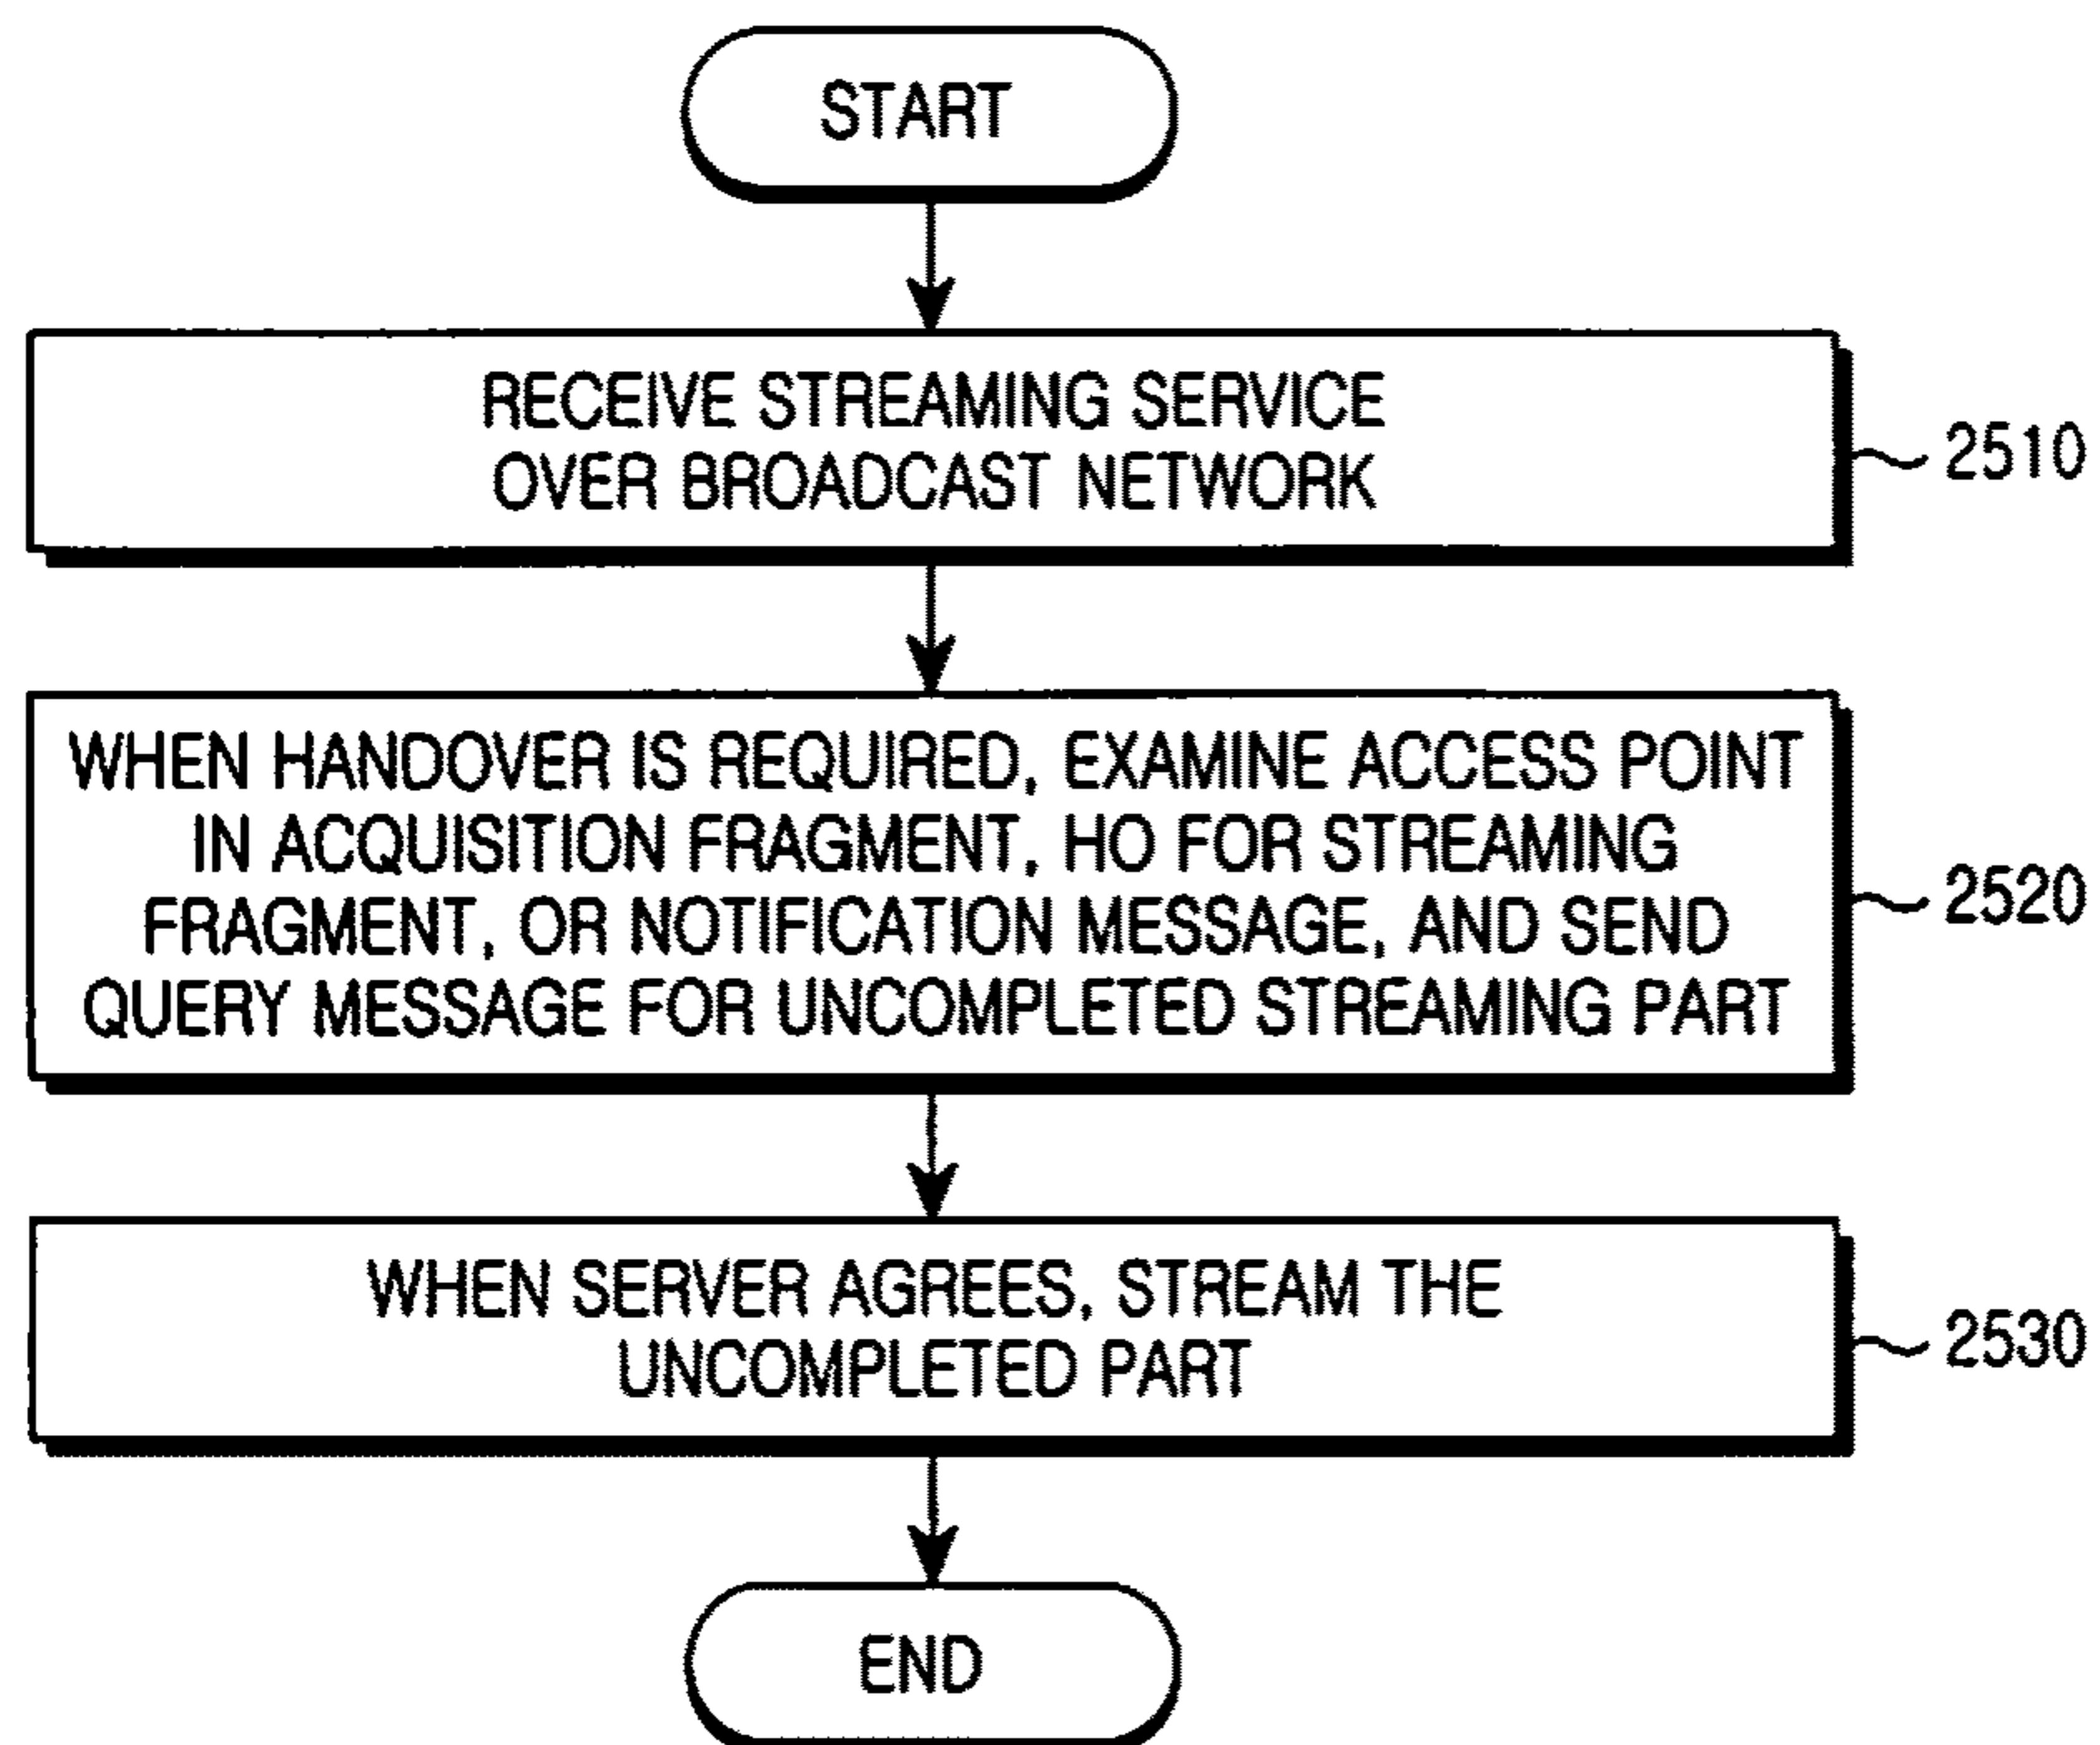 START
RECEIVE STREAMING SERVICE
OVER BROADCAST NETWORK
2510
WHEN HANDOVER IS REQUIRED, EXAMINE ACCESS POINT
IN ACQUISITION FRAGMENT, HO FOR STREAMING
FRAGMENT, OR NOTIFICATION MESSAGE, AND SEND
QUERY MESSAGE FOR UNCOMPLETED STREAMING PART
2520
WHEN SERVER AGREES, STREAM THE
UNCOMPLETED PART
2530
END